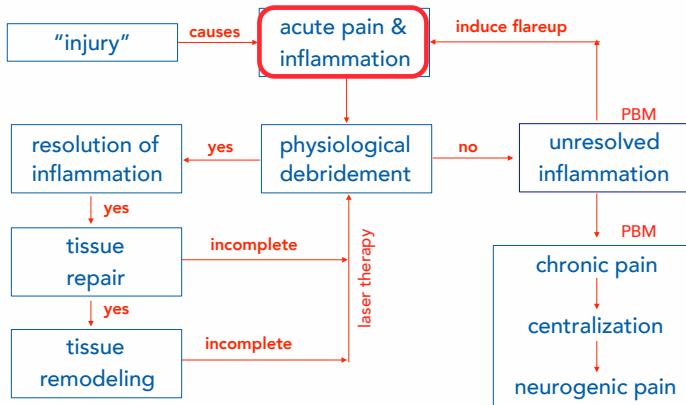 "injury"
causes
acute pain &
inflammation
induce flareup
PBM
resolution of
inflammation
yes
physiological
debridement
no
unresolved
inflammation
yes
PBM
tissue
repair
incomplete
laser therapy
chronic pain
yes
centralization
tissue
remodeling
incomplete
neurogenic pain